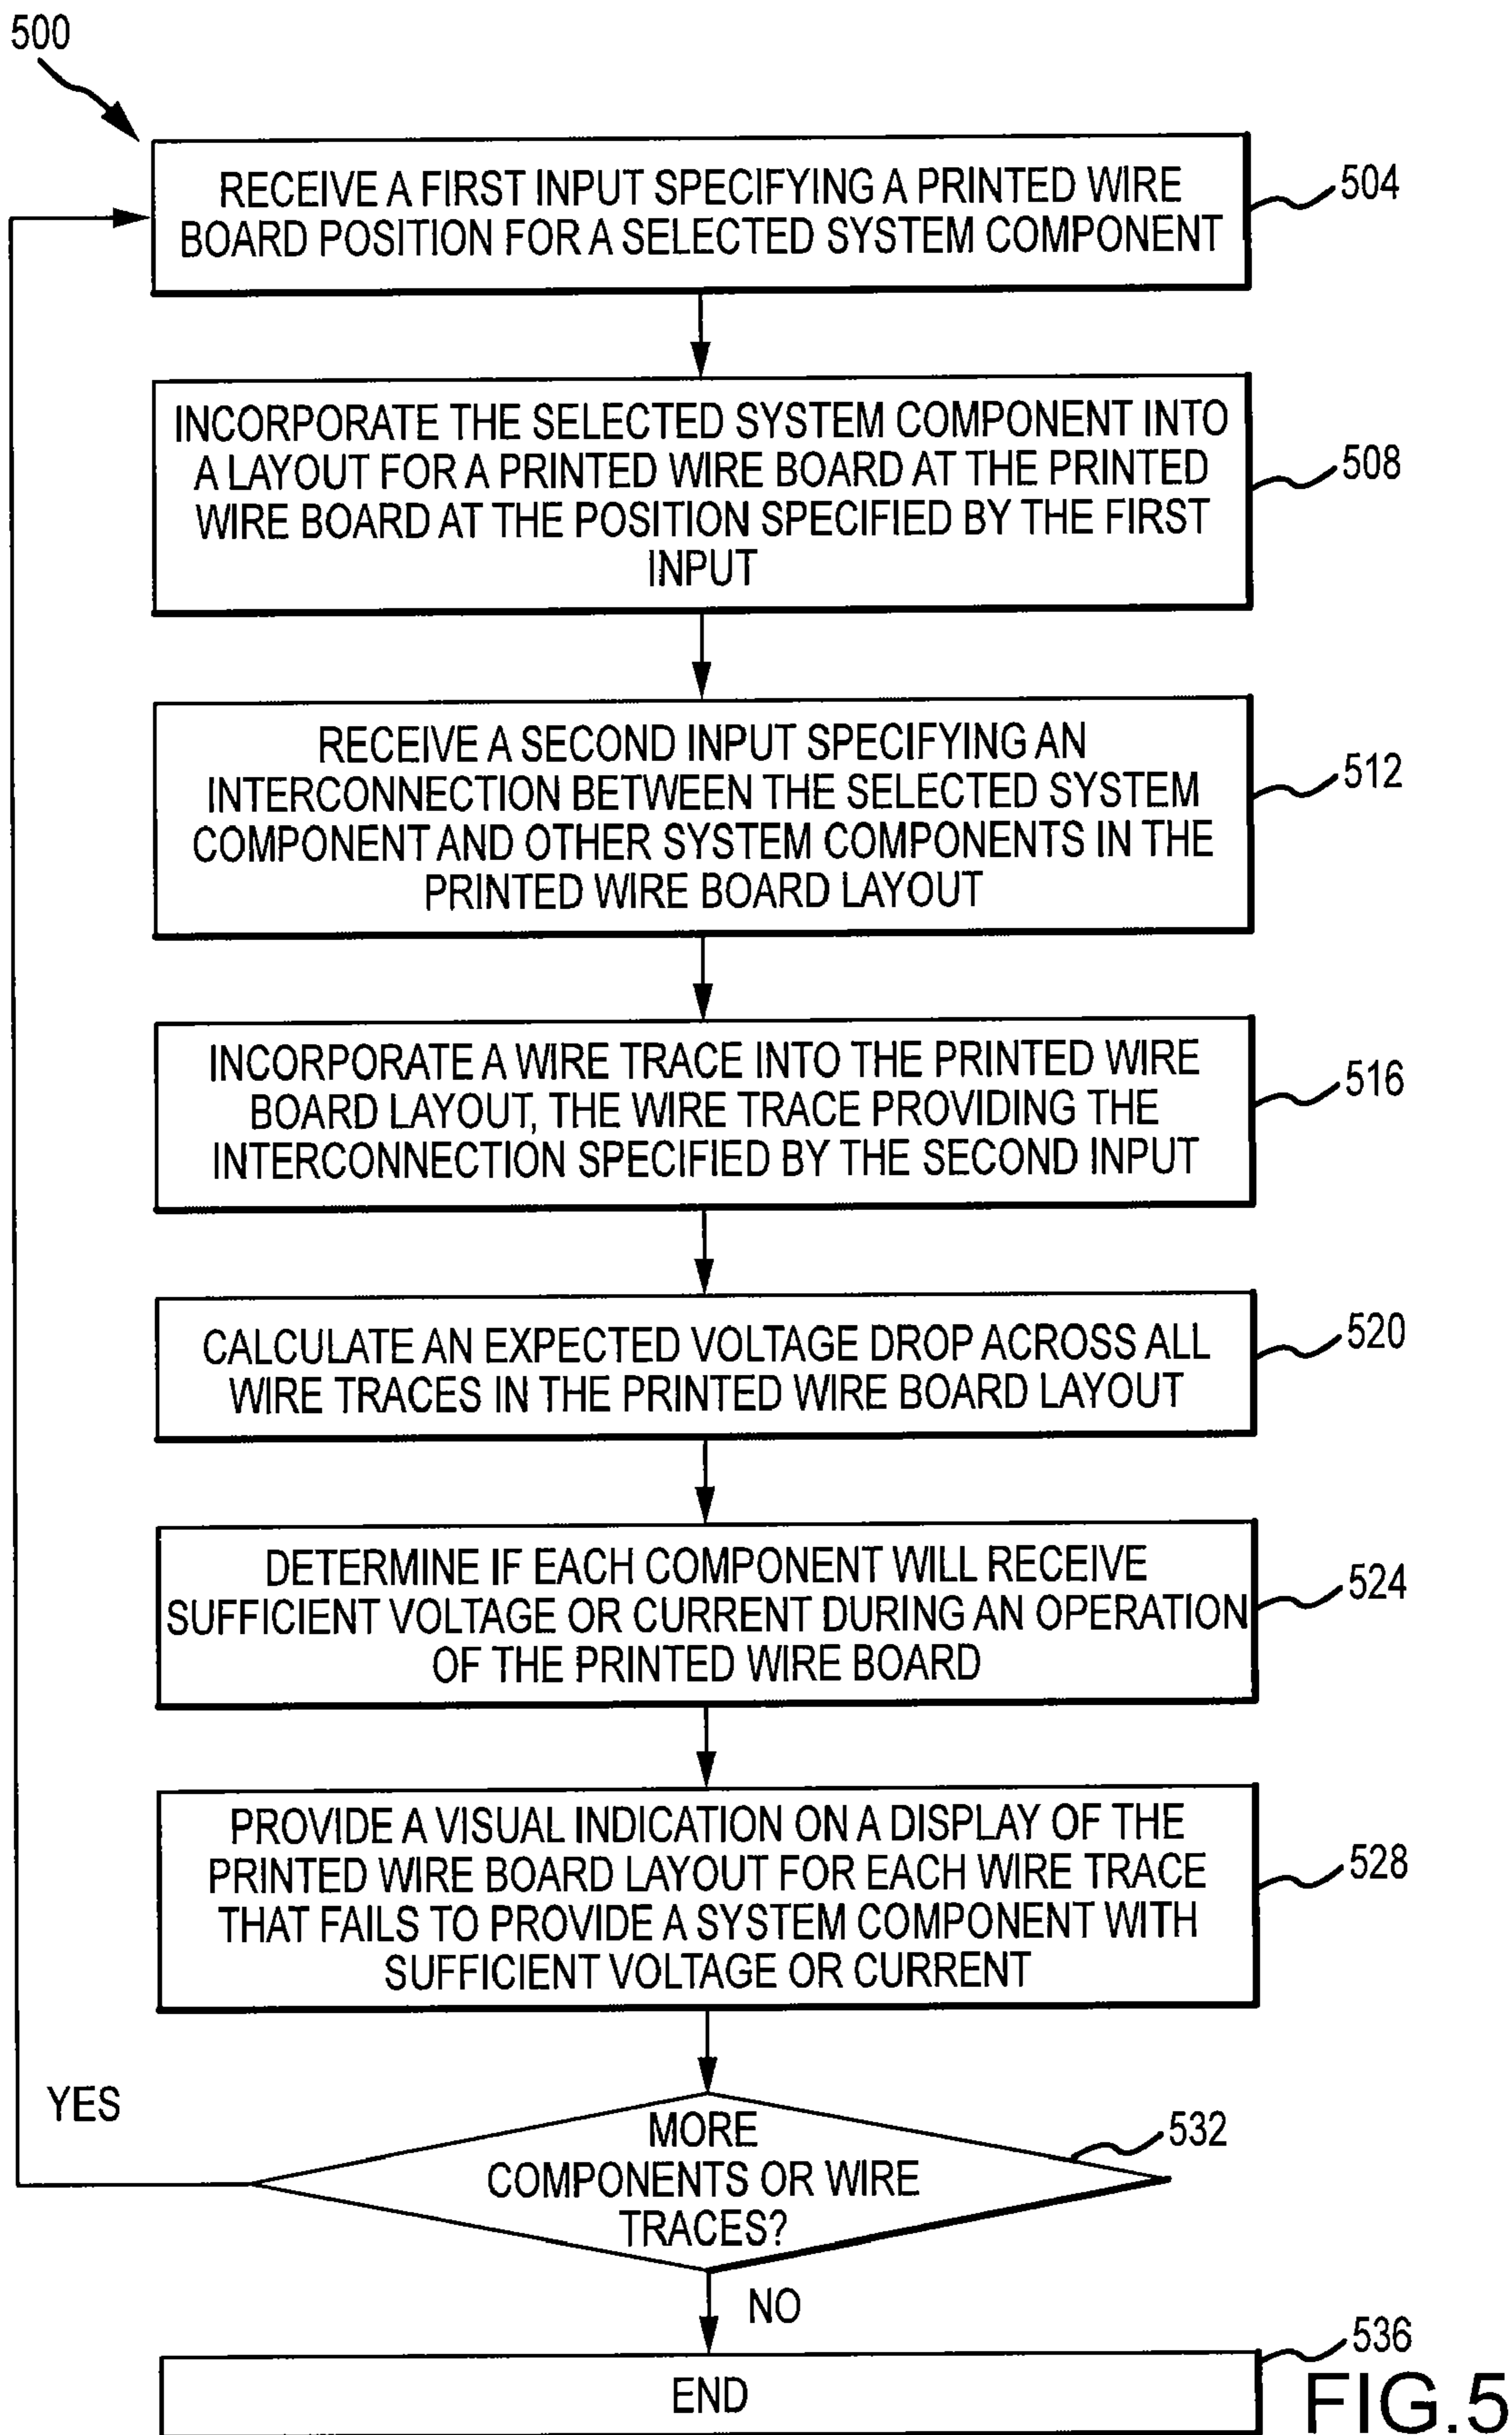 500
RECEIVE A FIRST INPUT SPECIFYING A PRINTED WIRE
BOARD POSITION FOR A SELECTED SYSTEM COMPONENT
504
INCORPORATE THE SELECTED SYSTEM COMPONENT INTO
A LAYOUT FOR A PRINTED WIRE BOARD AT THE PRINTED
WIRE BOARD AT THE POSITION SPECIFIED BY THE FIRST
INPUT
508
RECEIVE A SECOND INPUT SPECIFYING AN
INTERCONNECTION BETWEEN THE SELECTED SYSTEM
COMPONENT AND OTHER SYSTEM COMPONENTS IN THE
PRINTED WIRE BOARD LAYOUT
512
INCORPORATE A WIRE TRACE INTO THE PRINTED WIRE
BOARD LAYOUT, THE WIRE TRACE PROVIDING THE
INTERCONNECTION SPECIFIED BY THE SECOND INPUT
516
CALCULATE AN EXPECTED VOLTAGE DROP ACROSS ALL
WIRE TRACES IN THE PRINTED WIRE BOARD LAYOUT
520
DETERMINE IF EACH COMPONENT WILL RECEIVE
SUFFICIENT VOLTAGE OR CURRENT DURING AN OPERATION
OF THE PRINTED WIRE BOARD
524
PROVIDE A VISUAL INDICATION ON A DISPLAY OF THE
PRINTED WIRE BOARD LAYOUT FOR EACH WIRE TRACE
THAT FAILS TO PROVIDE A SYSTEM COMPONENT WITH
SUFFICIENT VOLTAGE OR CURRENT
528
YES
MORE
COMPONENTS OR WIRE
TRACES?
532
NO
END
536
FIG.5